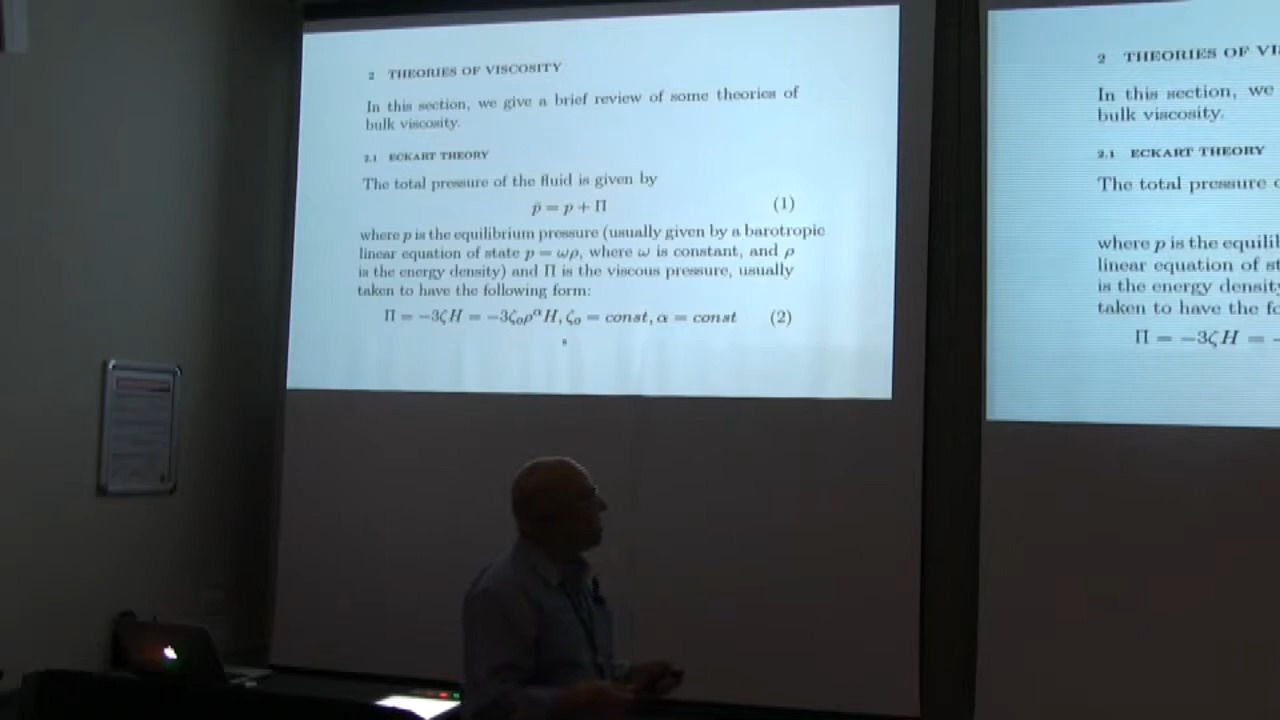 2 THEORIES OF VISCOSITY
In this section, we give a brief review of some theories of
bulk viscosity.
2.1 ECKART THEORY
The total pressure of the fluid is given by
p̄ = p + Π (1)
where p is the equilibrium pressure (usually given by a barotropic
linear equation of state p = ωρ, where ω is constant, and ρ
is the energy density) and Π is the viscous pressure, usually
taken to have the following form:
Π = −3ζH = −3ζ₀ρ^αH, ζ₀ = const, α = const (2)
2 THEORIES OF VI
In this section, we
bulk viscosity.
2.1 ECKART THEORY
The total pressure
where p is the equili
linear equation of st
is the energy density
taken to have the fo
Π = −3ζH = −